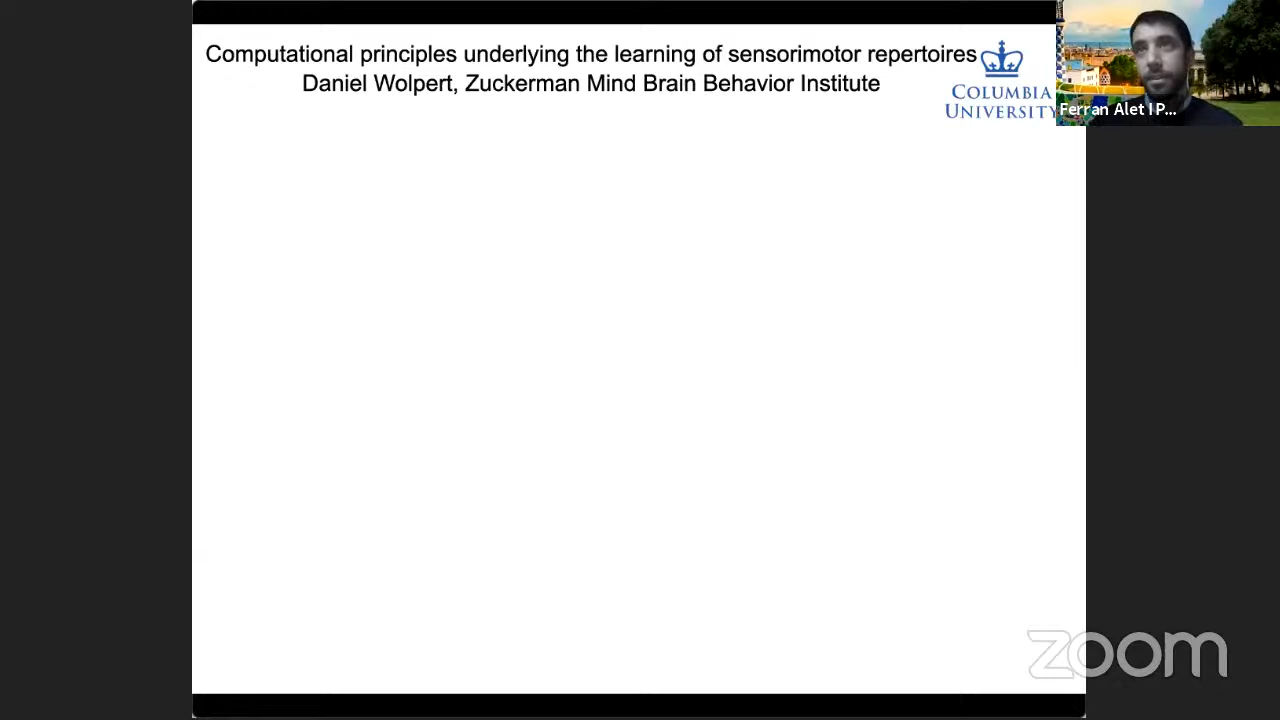 Computational principles underlying the learning of sensorimotor repertoires
Daniel Wolpert, Zuckerman Mind Brain Behavior Institute
COLUMBIA
UNIVERSITY
Ferran Alet I P...
zoom